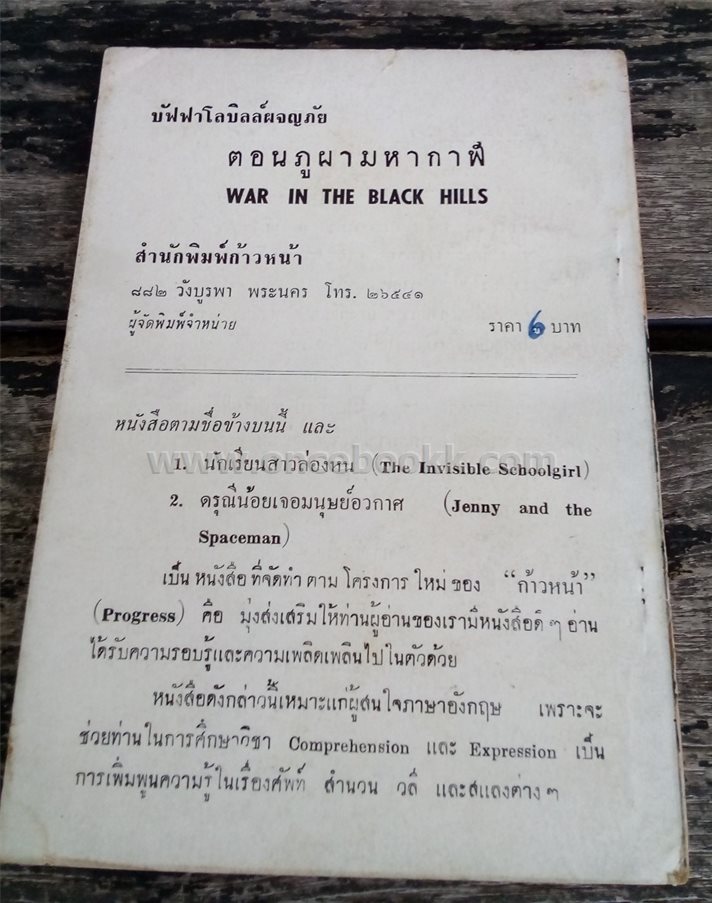 บัฟฟาโลบิลล์ผจญภัย
ตอนภูผามหากาฬ
WAR IN THE BLACK HILLS
สำนักพิมพ์ก้าวหน้า
๘๘๒ วังบูรพา พระนคร โทร. ๒๖๕๔๑
ผู้จัดพิมพ์จำหน่าย ราคา 6 บาท
หนังสือตามชื่อข้างบนนี้ และ
www.oncebookk.com
1. นักเรียนสาวล่องหน (The Invisible Schoolgirl)
2. ดรุณีน้อยเจอมนุษย์อวกาศ (Jenny and the
Spaceman)
เป็นหนังสือที่จัดทำตามโครงการใหม่ของ “ก้าวหน้า”
(Progress) คือ มุ่งส่งเสริมให้ท่านผู้อ่านของเรามีหนังสือดี ๆ อ่าน
ได้รับความรอบรู้และความเพลิดเพลินไปในตัวด้วย
หนังสือดังกล่าวนี้เหมาะแก่ผู้สนใจภาษาอังกฤษ เพราะจะ
ช่วยท่านในการศึกษาวิชา Comprehension และ Expression เป็น
การเพิ่มพูนความรู้ในเรื่องศัพท์ สำนวน วลี และสแลงต่าง ๆ